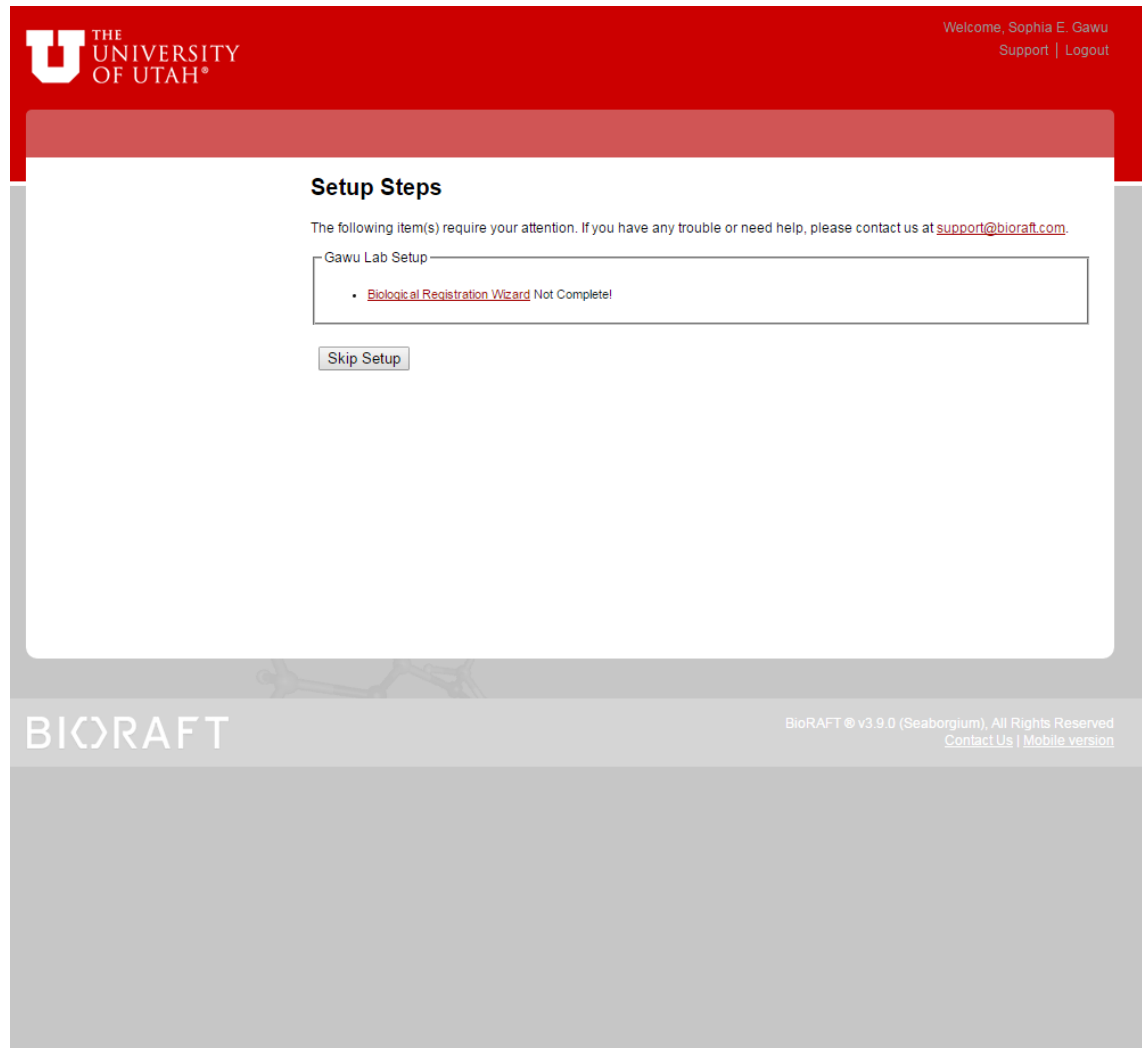 THE
UNIVERSITY
OF UTAH®
Welcome, Sophia E. Gawu
Support | Logout
Setup Steps
The following item(s) require your attention. If you have any trouble or need help, please contact us at support@bioraft.com.
Gawu Lab Setup
• Biological Registration Wizard Not Complete!
Skip Setup
BIORAFT
BioRAFT ® v3.9.0 (Seaborgium), All Rights Reserved
Contact Us | Mobile version